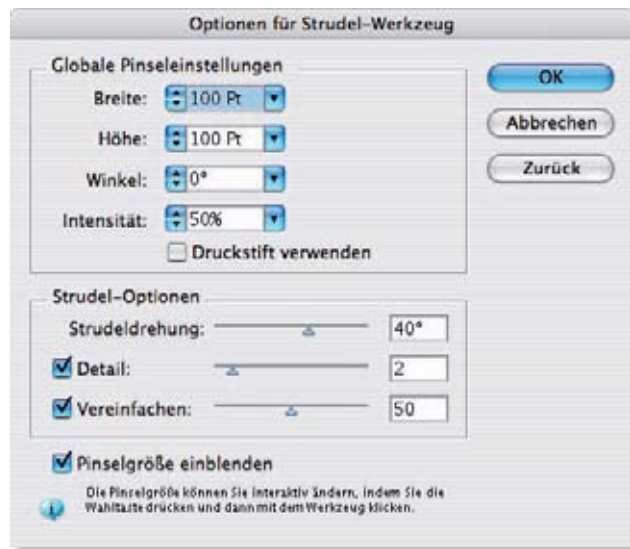 Optionen für Strudel-Werkzeug
Globale Pinseleinstellungen
Breite: 100 Pt
Höhe: 100 Pt
Winkel: 0°
Intensität: 50%
Druckstift verwenden
OK
Abbrechen
Zurück
Strudel-Optionen
Strudeldrehung: 40°
Detail: 2
Vereinfachen: 50
Pinselgröße einblenden
Die Pinselgröße können Sie interaktiv ändern, indem Sie die
Wahltaste drücken und dann mit dem Werkzeug klicken.